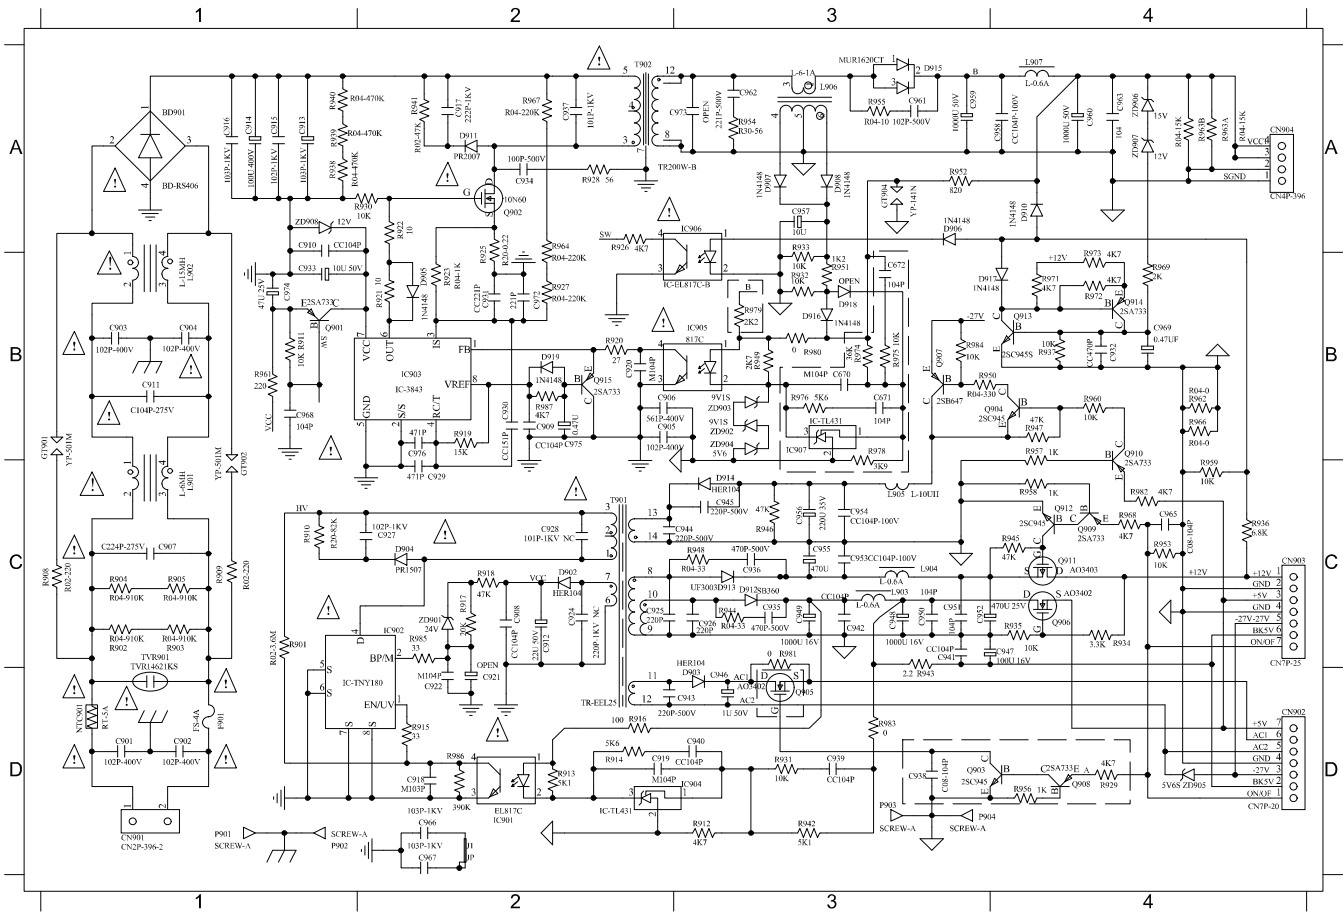 1 2 3 4
A
B
C
D
BD901
2 1 3 4
BD-RS406
C916 103P-1KV
C914 100U 400V
C915 102P-1KV
C913 103P-1KV
R940 R04-470K
R939 R04-470K
R938 R04-470K
R941 R02-47K
C917 222P-1KV
D911 PR2007
R967 R04-220K
C937 101P-1KV
100P-500V C934
R928 56
T902
TR200W-B
C973 OPEN
C962 221P-500V
R954 R30-56
L-6-1A L906
MUR1620CT D915
R955 R04-10
C961 102P-500V
C959 1000U 50V
B
C958 CC104P-100V
L907 L-0.6A
C960 1000U 50V
C963 104
ZD906 15V
ZD907 12V
R04-15K R963B
R963A R04-15K
CN904
VCC
SGND
CN4P-396
R930 10K
ZD908 12V
C910 CC104P
C933 10U 50V
C974 47U 25V
10N60 Q902
R922 10
R921 10
D905 1N4148
R923 R04-1K
R925 R20-0.22
CC221P C931
221P C972
R964 R04-220K
R927 R04-220K
SW R926 4K7
IC906
IC-EL817C-B
1N4148 D907
D908 1N4148
C957 10U
R933 10K
R932 10K
1K2 R951
OPEN D918
D916 1N4148
C672 104P
GT904 YP-141N
R952 820
1N4148 D906
1N4148 D910
D917 1N4148
+12V
R971 4K7
R973 4K7
4K7 R972
R969 2K
Q914 2SA733
L-15MH L902
C903 102P-400V
C904 102P-400V
C911 C104P-275V
2SA733 Q901
R911 10K
SW
R961 220
VCC
C968 104P
VCC OUT IS FB
IC903 IC-3843
VREF
GND S/S RC/T
471P C976
471P C929
R919 15K
C930 CC151P
D919 1N4148
R987 4K7
C909 CC104P
0.47U C975
Q915 2SA733
R920 27
C920 M104P
IC905 817C
B R979 2K2
R949 2K7
R980 0
36K R974
R975 10K
M104P C670
R976 5K6
C671 104P
IC-TL431 IC907
R978 3K9
C906 561P-400V
C905 102P-400V
9V1S ZD903
9V1S ZD902
ZD904 5V6
-27V
Q907 2SB647
R984 10K
Q913 2SC945S
10K R937
CC470P C932
C969 0.47UF
R950 R04-330
Q904 2SC945
R960 10K
47K R947
R04-0 R962
R966 R04-0
GT901 YP-501M
YP-501M GT902
L-6MH L901
C224P-275V C907
R908 R02-220
R909 R02-220
R904 R04-910K
R905 R04-910K
R04-910K R902
R04-910K R903
TVR901 TVR14621KS
NTC901 RT-5A
FS-4A F901
C901 102P-400V
C902 102P-400V
CN901 CN2P-396-2
HV
R910 R20-82K
102P-1KV C927
D904 PR1507
C928 101P-1KV NC
T901
TR-EEL25
R918 47K
VCC D902 HER104
ZD901 24V
R917 20K
C908 CC104P
C912 22U 50V
C924 220P-1KV NC
R901 R02-3.6M
IC902
D BP/M
IC-TNY180
EN/UV
S S S S
R985 33
M104P C922
OPEN C921
R915 33
C918 M103P
R986 390K
EL817C IC901
R913 5K1
100 R916
5K6 R914
C919 M104P
C940 CC104P
IC904 IC-TL431
R912 4K7
R942 5K1
P901 SCREW-A
SCREW-A P902
103P-1KV C966
103P-1KV C967
J1 JP
D914 HER104
C945 220P-500V
C944 220P-500V
47K R946
C956 220U 35V
C954 CC104P-100V
L905 L-10UH
R948 R04-33
470P-500V C936
C955 470U
C953 CC104P-100V
UF3003 D913
L904 L-0.6A
D912 SB360
C925 220P
C926 220P
R944 R04-33
C935 470P-500V
C949 1000U 16V
CC104P C942
L903 L-0.6A
C948 1000U 16V
104P C950
C951 104P
C952 470U 25V
CC104P C941
C947 100U 16V
2.2 R943
HER104 D903
C943 220P-500V
C946 1U 50V
AC1
AC2
AO3402 Q905
R981 0
R983 0
R931 10K
C939 CC104P
R957 1K
R958 1K
Q910 2SA733
R959 10K
Q912 2SC945
Q909 2SA733
R982 4K7
R968 4K7
C965 C08-104P
R953 10K
R945 47K
Q911 AO3403
AO3402 Q906
R935 10K
R934 3.3K
R936 6.8K
+12V
CN903
+12V
GND
+5V
GND
-27V -27V
BK5V
ON/OF
CN7P-25
CN902
+5V
AC1
AC2
GND
-27V
BK5V
ON/OF
CN7P-20
C938 C08-104P
Q903 2SC945
2SA733 Q908
4K7 R929
R956 1K
5V6S ZD905
P903 SCREW-A
P904 SCREW-A
A
B
C
D
1 2 3 4